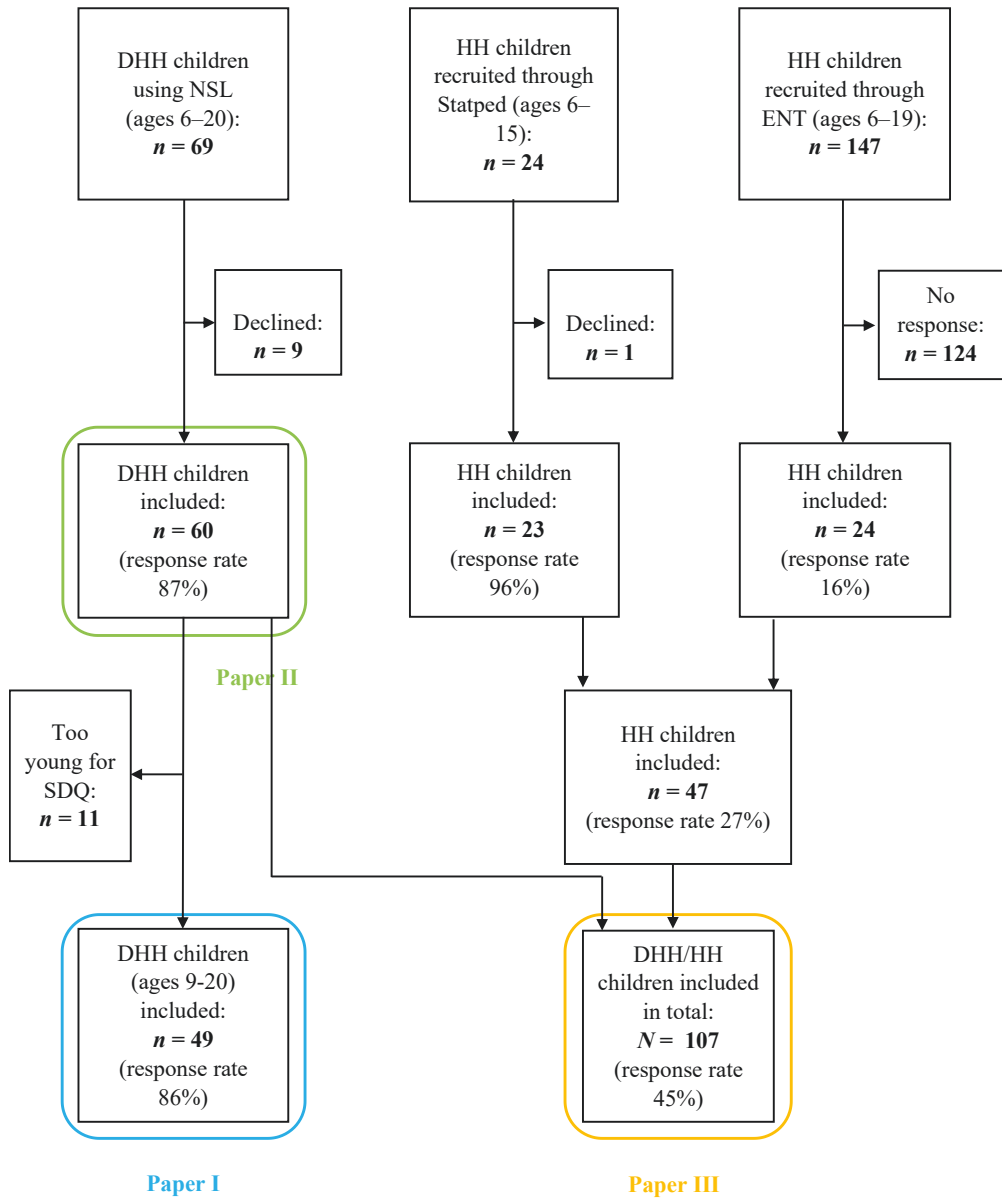 DHH children
using NSL
(ages 6–20):
n = 69
HH children
recruited through
Statped (ages 6–
15):
n = 24
HH children
recruited through
ENT (ages 6–19):
n = 147
Declined:
n = 9
Declined:
n = 1
No
response:
n = 124
DHH children
included:
n = 60
(response rate
87%)
HH children
included:
n = 23
(response rate
96%)
HH children
included:
n = 24
(response rate
16%)
Paper II
Too
young for
SDQ:
n = 11
HH children
included:
n = 47
(response rate 27%)
DHH children
(ages 9-20)
included:
n = 49
(response rate
86%)
DHH/HH
children included
in total:
N = 107
(response rate
45%)
Paper I
Paper III